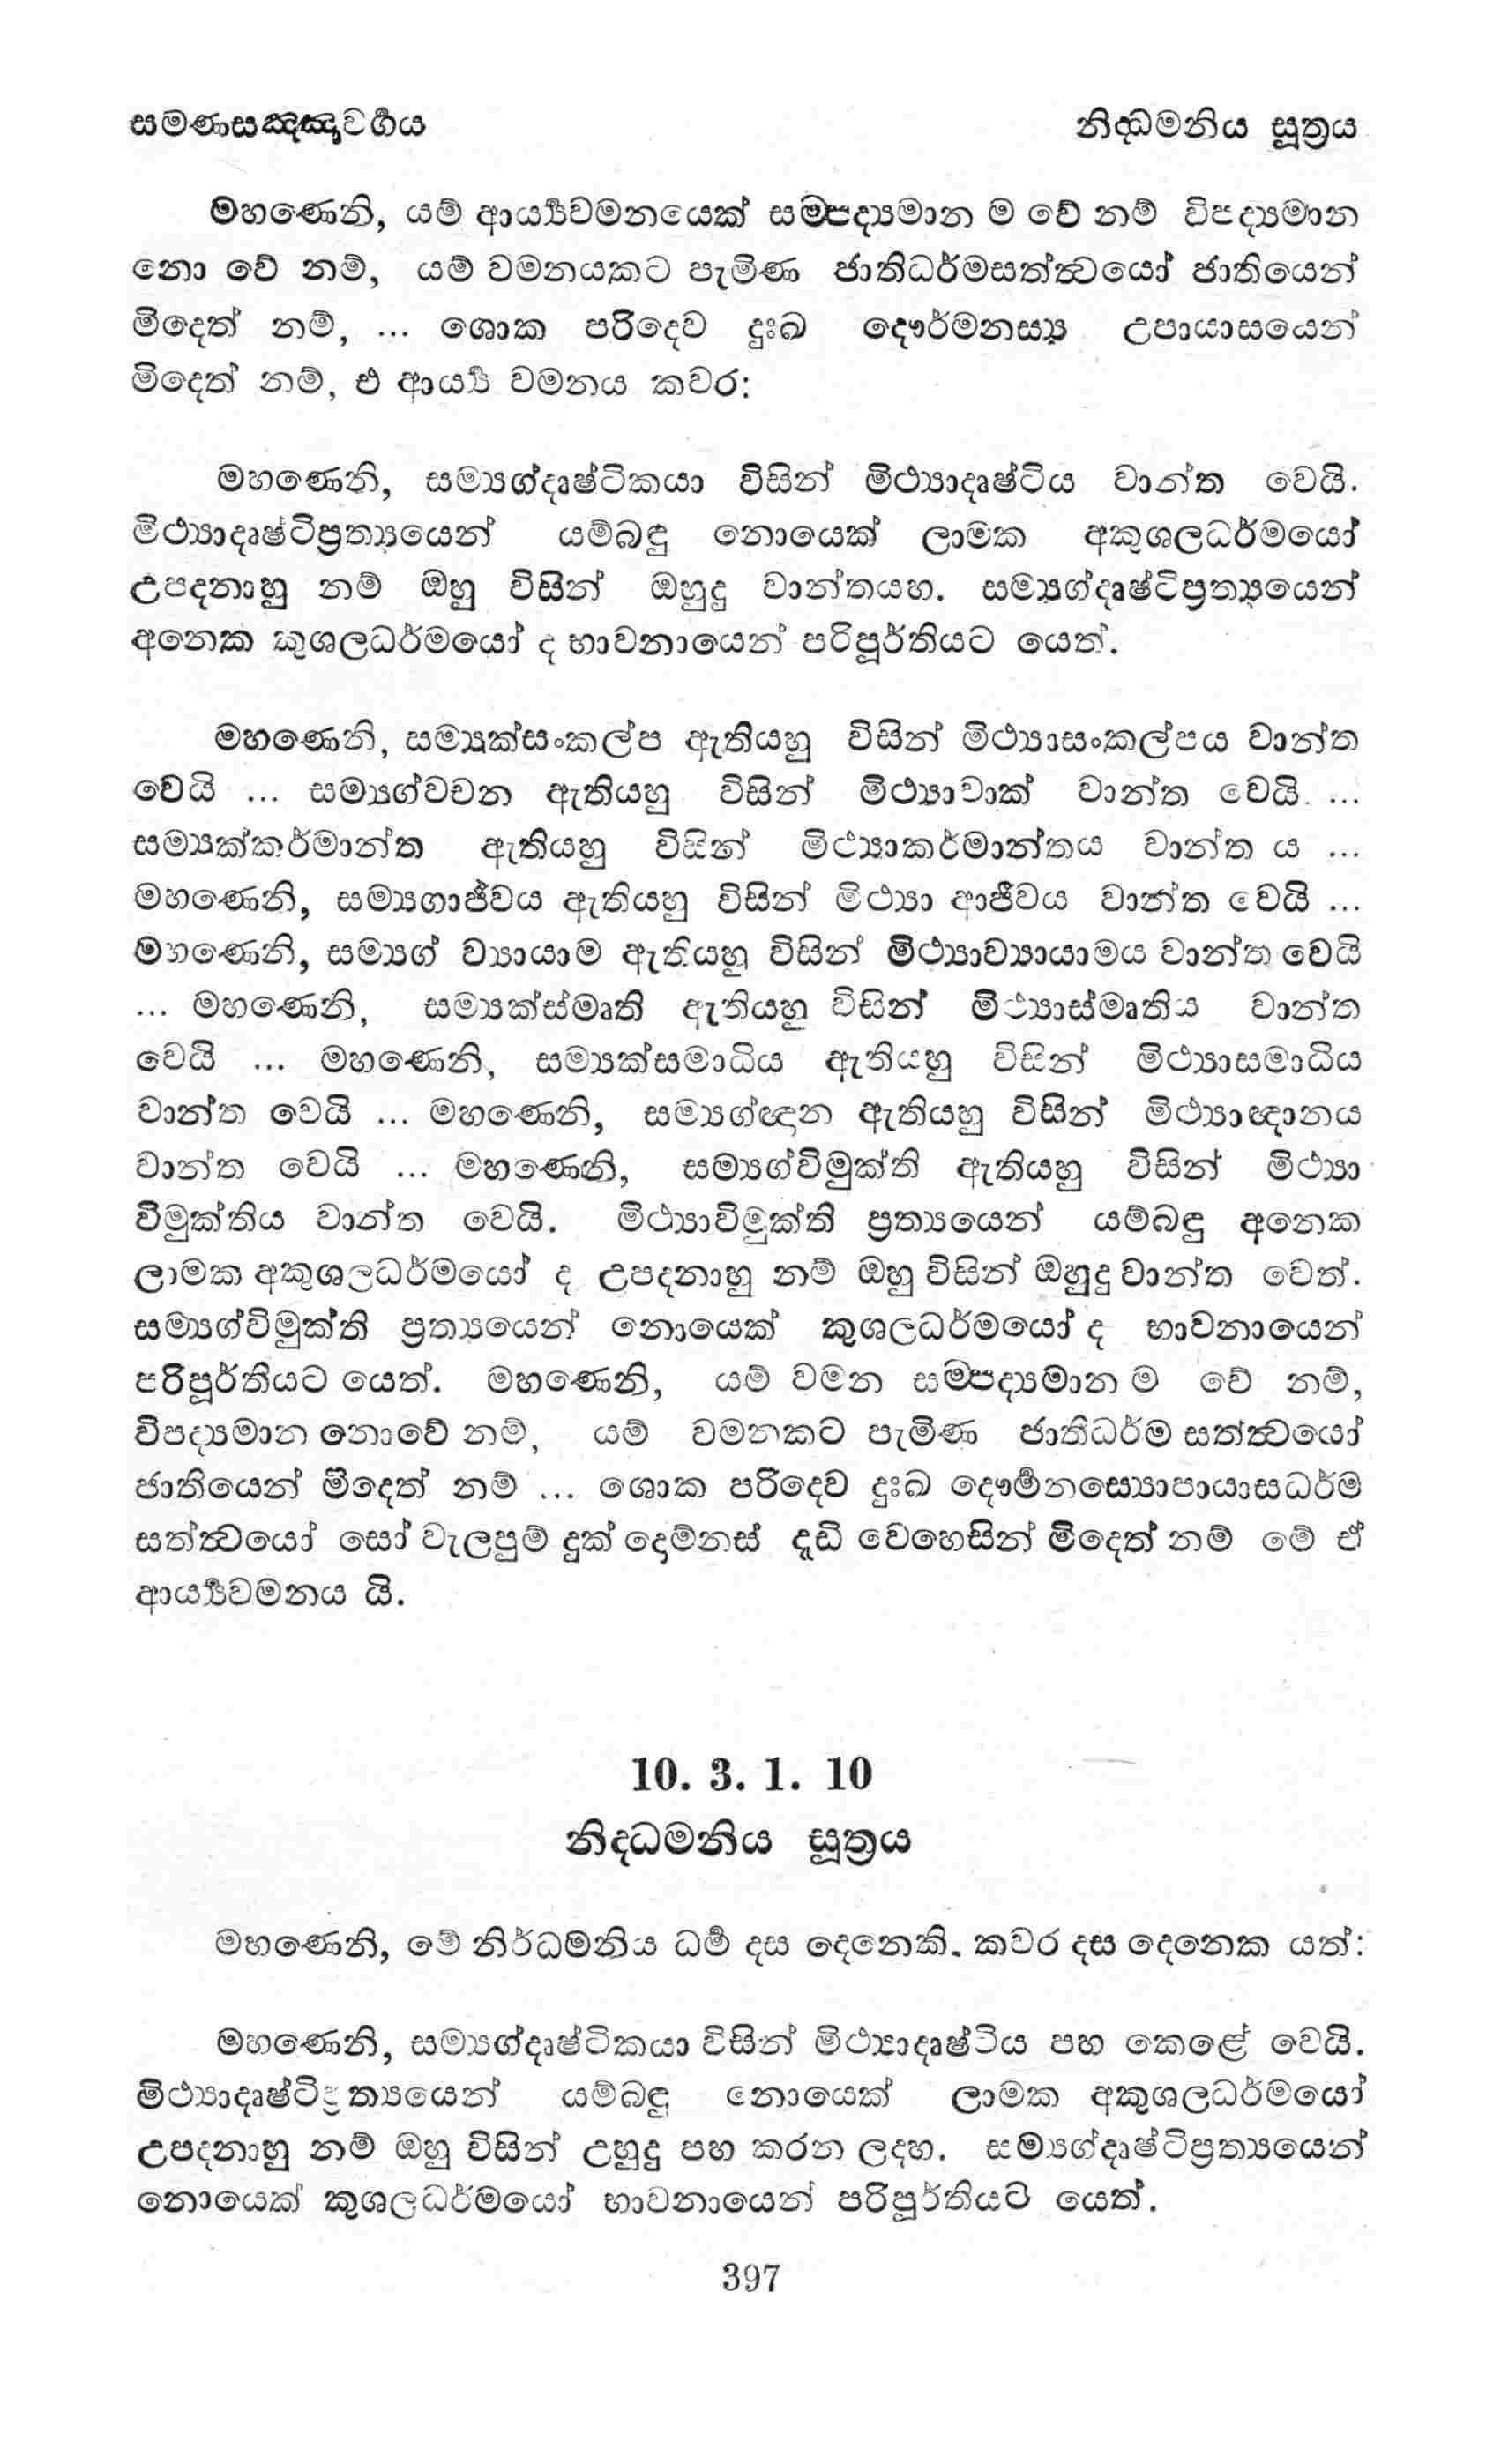 සමණසඤ්ඤාවර්‍ගය නිද්ධමනිය සූත්‍රය
මහණෙනි, යම් ආර්‍ය්‍යවමනයෙක් සම්පද්‍යමාන ම වේ නම් විපද්‍යමාන
නො වේ නම්, යම් වමනයකට පැමිණ ජාතිධර්මසත්ත්‍වයෝ ජාතියෙන්
මිදෙත් නම්, ... ශොක පරිදෙව දුඃඛ දෞර්මනස්‍ය උපායාසයෙන්
මිදෙත් නම්, එ ආර්‍ය්‍ය වමනය කවර:
මහණෙනි, සම්‍යග්දෘෂ්ටිකයා විසින් මිථ්‍යාදෘෂ්ටිය වාන්ත වෙයි.
මිථ්‍යාදෘෂ්ටිප්‍රත්‍යයෙන් යම්බඳු නොයෙක් ලාමක අකුශලධර්මයෝ
උපදනාහු නම් ඔහු විසින් ඔහුදු වාන්තයහ. සම්‍යග්දෘෂ්ටිප්‍රත්‍යයෙන්
අනෙක කුශලධර්මයෝ ද භාවනායෙන් පරිපූර්තියට යෙත්.
මහණෙනි, සම්‍යක්සංකල්ප ඇතියහු විසින් මිථ්‍යාසංකල්පය වාන්ත
වෙයි ... සම්‍යග්වචන ඇතියහු විසින් මිථ්‍යාවාක් වාන්ත වෙයි. ...
සම්‍යක්කර්මාන්ත ඇතියහු විසින් මිථ්‍යාකර්මාන්තය වාන්ත ය ...
මහණෙනි, සම්‍යගාජීවය ඇතියහු විසින් මිථ්‍යා ආජීවය වාන්ත වෙයි ...
මහණෙනි, සම්‍යග් ව්‍යායාම ඇතියහු විසින් මිථ්‍යාව්‍යායාමය වාන්ත වෙයි
... මහණෙනි, සම්‍යක්ස්මෘති ඇතියහු විසින් මිථ්‍යාස්මෘතිය වාන්ත
වෙයි ... මහණෙනි, සම්‍යක්සමාධිය ඇතියහු විසින් මිථ්‍යාසමාධිය
වාන්ත වෙයි ... මහණෙනි, සම්‍යග්ඥාන ඇතියහු විසින් මිථ්‍යාඥානය
වාන්ත වෙයි ... මහණෙනි, සම්‍යග්විමුක්ති ඇතියහු විසින් මිථ්‍යා
විමුක්තිය වාන්ත වෙයි. මිථ්‍යාවිමුක්ති ප්‍රත්‍යයෙන් යම්බඳු අනෙක
ලාමක අකුශලධර්මයෝ ද උපදනාහු නම් ඔහු විසින් ඔහුදු වාන්ත වෙත්.
සම්‍යග්විමුක්ති ප්‍රත්‍යයෙන් නොයෙක් කුශලධර්මයෝ ද භාවනායෙන්
පරිපූර්තියට යෙත්. මහණෙනි, යම් වමන සම්පද්‍යමාන ම වේ නම්,
විපද්‍යමාන නොවේ නම්, යම් වමනකට පැමිණ ජාතිධර්ම සත්ත්‍වයෝ
ජාතියෙන් මිදෙත් නම් ... ශොක පරිදෙව දුඃඛ දෞර්‍මනස්‍යොපායාසධර්ම
සත්ත්‍වයෝ සෝ වැලපුම් දුක් දොම්නස් දැඩි වෙහෙසින් මිදෙත් නම් මේ ඒ
ආර්‍ය්‍යවමනය යි.
10. 3. 1. 10
නිදධමනිය සූත්‍රය
මහණෙනි, මේ නිර්ධමනිය ධර්‍ම දස දෙනෙකි. කවර දස දෙනෙක යත්:
මහණෙනි, සම්‍යග්දෘෂ්ටිකයා විසින් මිථ්‍යාදෘෂ්ටිය පහ කෙළේ වෙයි.
මිථ්‍යාදෘෂ්ටිප්‍රත්‍යයෙන් යම්බඳු නොයෙක් ලාමක අකුශලධර්මයෝ
උපදනාහු නම් ඔහු විසින් උහුදු පහ කරන ලදහ. සම්‍යග්දෘෂ්ටිප්‍රත්‍යයෙන්
නොයෙක් කුශලධර්මයෝ භාවනායෙන් පරිපූර්තියට යෙත්.
397